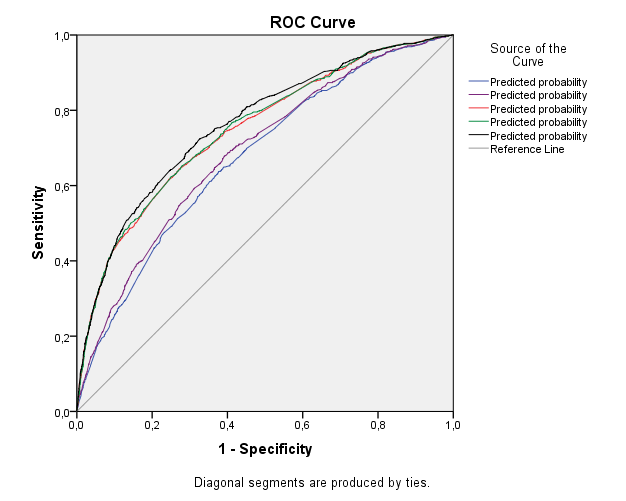 ROC Curve
Source of the
Curve
Predicted probability
Predicted probability
Predicted probability
Predicted probability
Predicted probability
Reference Line
Sensitivity
1,0
0,8
0,6
0,4
0,2
0,0
0,0 0,2 0,4 0,6 0,8 1,0
1 - Specificity
Diagonal segments are produced by ties.